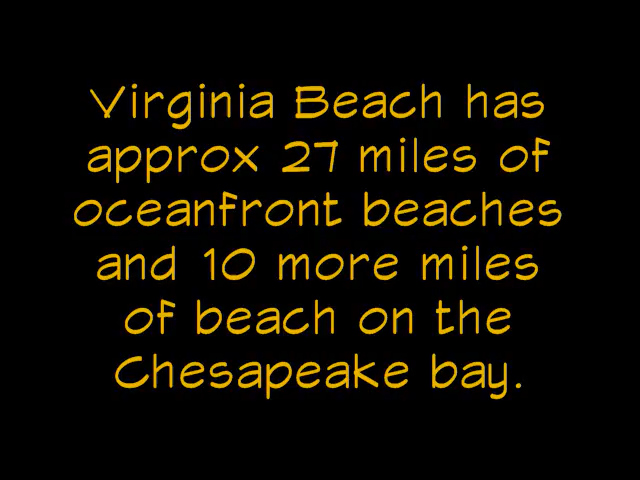 Virginia Beach has
approx 27 miles of
oceanfront beaches
and 10 more miles
of beach on the
Chesapeake bay.